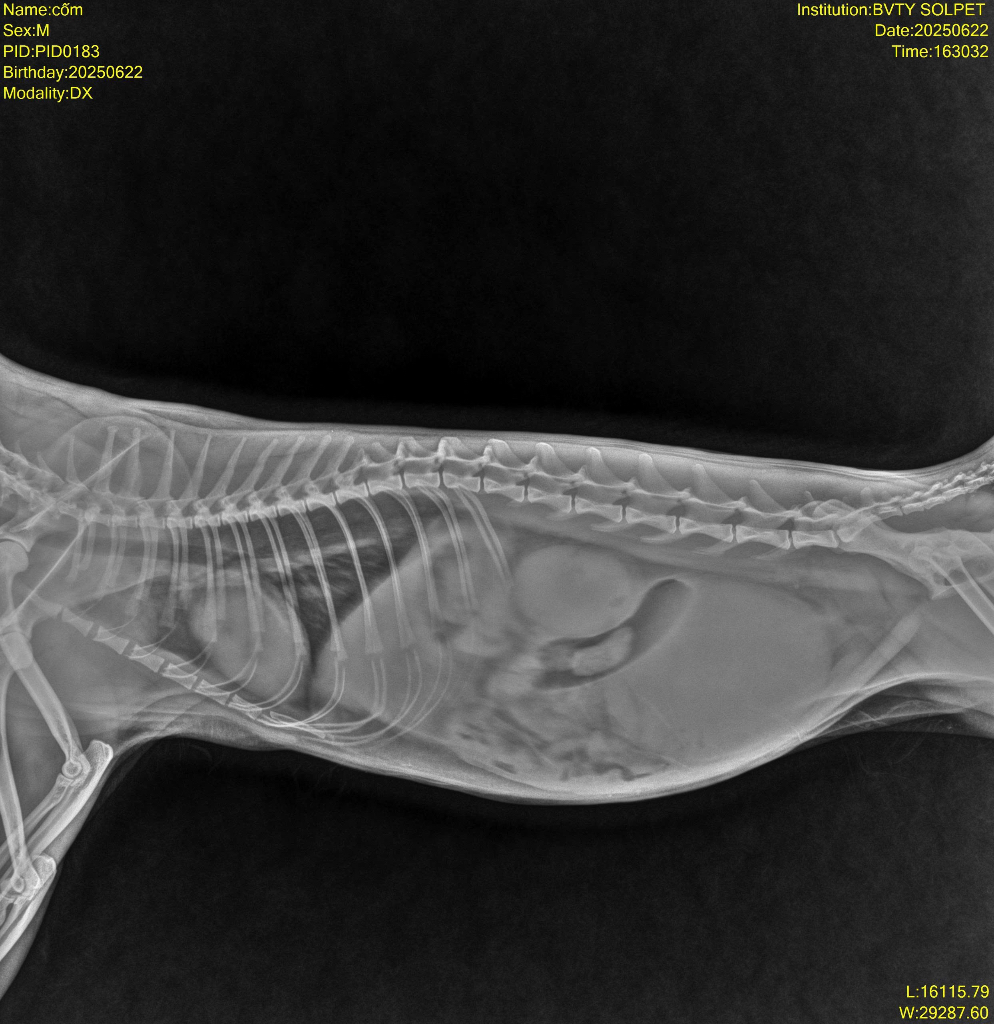 Name:cốm
Sex:M
PID:PID0183
Birthday:20250622
Modality:DX
Institution:BVTY SOLPET
Date:20250622
Time:163032
L:16115.79
W:29287.60